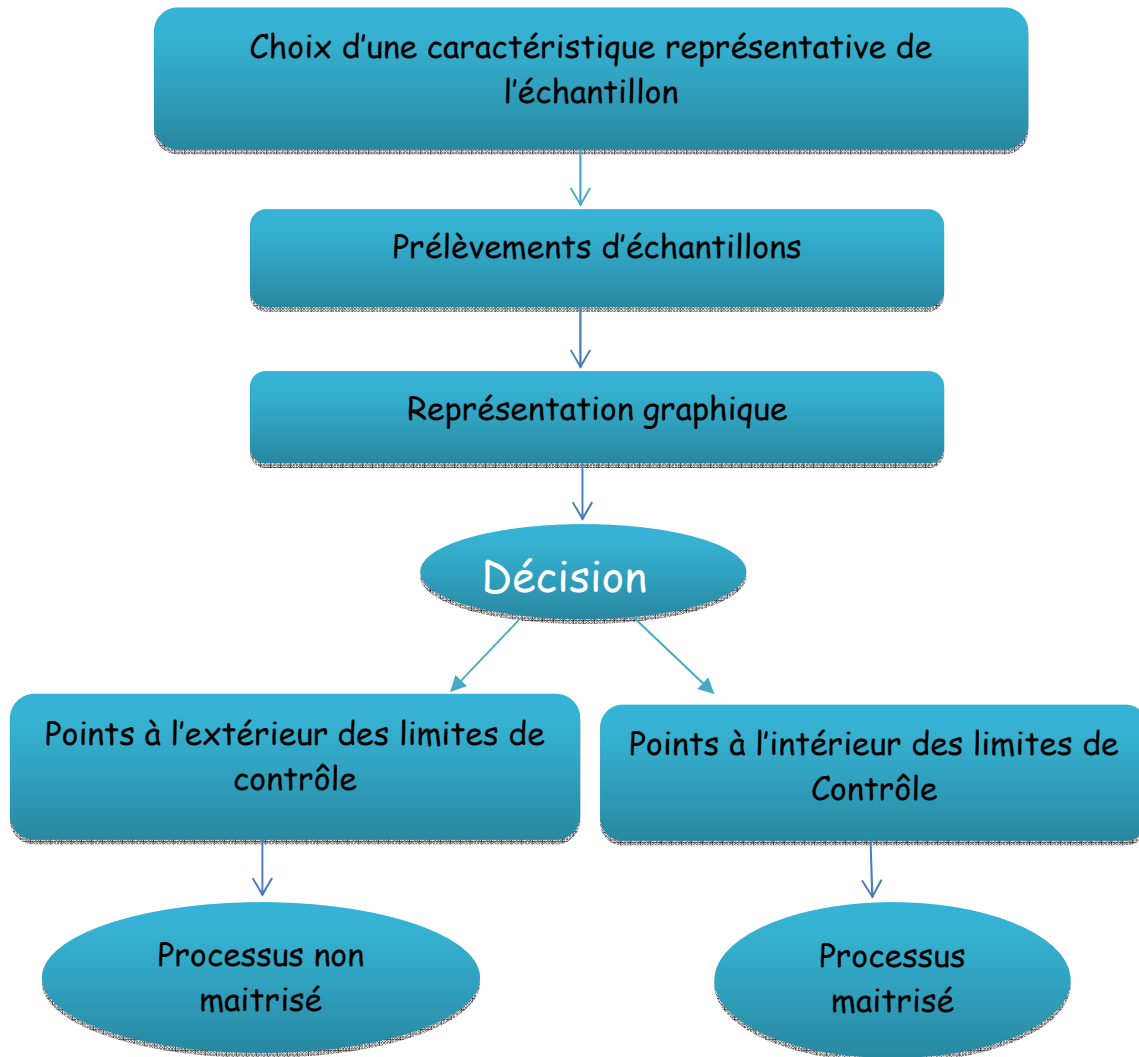 Choix d'une caractéristique représentative de
l'échantillon
Prélèvements d'échantillons
Représentation graphique
Décision
Points à l'extérieur des limites de
contrôle
Points à l'intérieur des limites de
Contrôle
Processus non
maitrisé
Processus
maitrisé